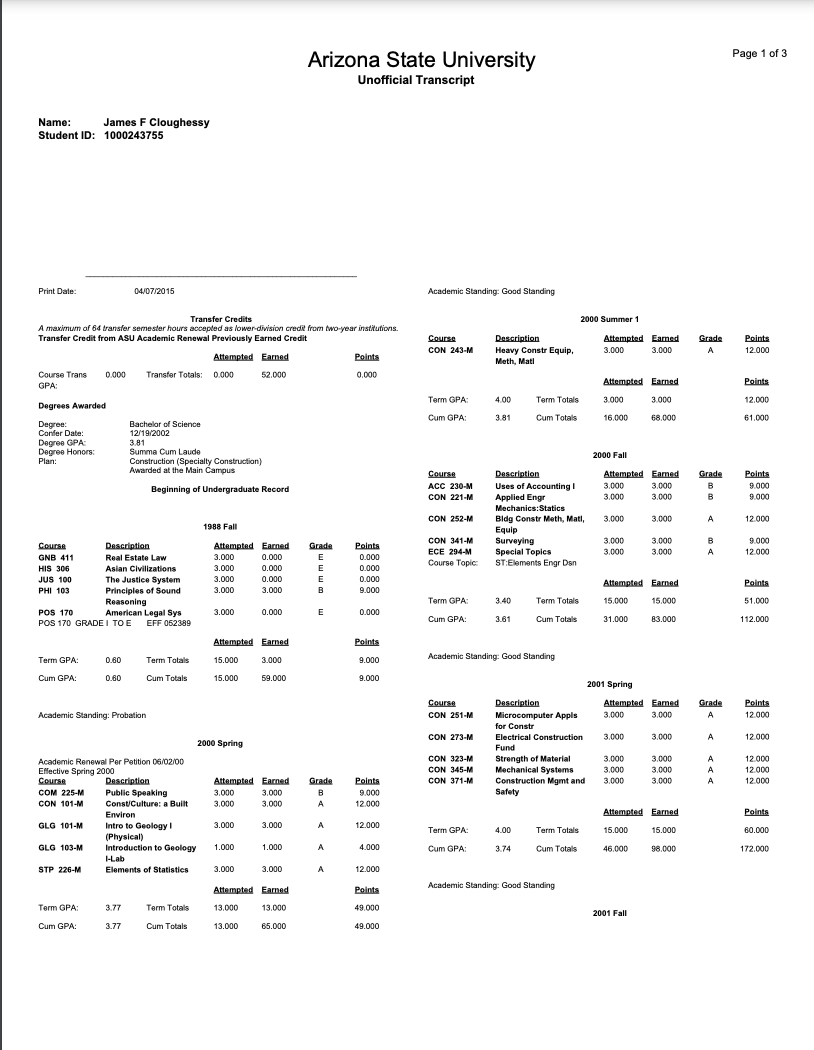 Arizona State University
Page 1 of 3
Unofficial Transcript
Name: James F Cloughessy
Student ID: 1000243755
Print Date: 04/07/2015
Transfer Credits
A maximum of 64 transfer semester hours accepted as lower-division credit from two-year institutions.
Transfer Credit from ASU Academic Renewal Previously Earned Credit
Attempted Earned Points
Course Trans 0.000 Transfer Totals: 0.000 52.000 0.000
GPA:
Degrees Awarded
Degree: Bachelor of Science
Confer Date: 12/19/2002
Degree GPA: 3.81
Degree Honors: Summa Cum Laude
Plan: Construction (Specialty Construction)
Awarded at the Main Campus
Beginning of Undergraduate Record
1988 Fall
Course Description Attempted Earned Grade Points
GNB 411 Real Estate Law 3.000 0.000 E 0.000
HIS 306 Asian Civilizations 3.000 0.000 E 0.000
JUS 100 The Justice System 3.000 0.000 E 0.000
PHI 103 Principles of Sound 3.000 3.000 B 9.000
Reasoning
POS 170 American Legal Sys 3.000 0.000 E 0.000
POS 170 GRADE I TO E EFF 052389
Attempted Earned Points
Term GPA: 0.60 Term Totals 15.000 3.000 9.000
Cum GPA: 0.60 Cum Totals 15.000 59.000 9.000
Academic Standing: Probation
2000 Spring
Academic Renewal Per Petition 06/02/00
Effective Spring 2000
Course Description Attempted Earned Grade Points
COM 225-M Public Speaking 3.000 3.000 B 9.000
CON 101-M Const/Culture: a Built 3.000 3.000 A 12.000
Environ
GLG 101-M Intro to Geology I 3.000 3.000 A 12.000
(Physical)
GLG 103-M Introduction to Geology 1.000 1.000 A 4.000
I-Lab
STP 226-M Elements of Statistics 3.000 3.000 A 12.000
Attempted Earned Points
Term GPA: 3.77 Term Totals 13.000 13.000 49.000
Cum GPA: 3.77 Cum Totals 13.000 65.000 49.000
Academic Standing: Good Standing
2000 Summer 1
Course Description Attempted Earned Grade Points
CON 243-M Heavy Constr Equip, 3.000 3.000 A 12.000
Meth, Matl
Attempted Earned Points
Term GPA: 4.00 Term Totals 3.000 3.000 12.000
Cum GPA: 3.81 Cum Totals 16.000 68.000 61.000
2000 Fall
Course Description Attempted Earned Grade Points
ACC 230-M Uses of Accounting I 3.000 3.000 B 9.000
CON 221-M Applied Engr 3.000 3.000 B 9.000
Mechanics:Statics
CON 252-M Bldg Constr Meth, Matl, 3.000 3.000 A 12.000
Equip
CON 341-M Surveying 3.000 3.000 B 9.000
ECE 294-M Special Topics 3.000 3.000 A 12.000
Course Topic: ST:Elements Engr Dsn
Attempted Earned Points
Term GPA: 3.40 Term Totals 15.000 15.000 51.000
Cum GPA: 3.61 Cum Totals 31.000 83.000 112.000
Academic Standing: Good Standing
2001 Spring
Course Description Attempted Earned Grade Points
CON 251-M Microcomputer Appls 3.000 3.000 A 12.000
for Constr
CON 273-M Electrical Construction 3.000 3.000 A 12.000
Fund
CON 323-M Strength of Material 3.000 3.000 A 12.000
CON 345-M Mechanical Systems 3.000 3.000 A 12.000
CON 371-M Construction Mgmt and 3.000 3.000 A 12.000
Safety
Attempted Earned Points
Term GPA: 4.00 Term Totals 15.000 15.000 60.000
Cum GPA: 3.74 Cum Totals 46.000 98.000 172.000
Academic Standing: Good Standing
2001 Fall